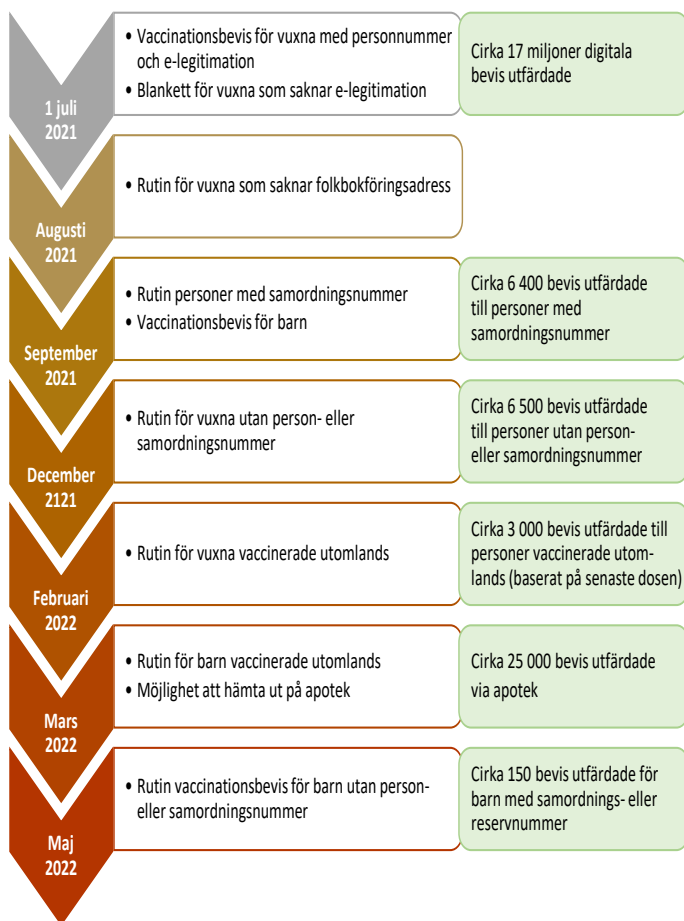 1 juli
2021
• Vaccinationsbevis för vuxna med personnummer
och e-legitimation
• Blankett för vuxna som saknar e-legitimation
Cirka 17 miljoner digitala
bevis utfärdade
Augusti
2021
• Rutin för vuxna som saknar folkbokföringsadress
September
2021
• Rutin personer med samordningsnummer
• Vaccinationsbevis för barn
Cirka 6 400 bevis utfärdade
till personer med
samordningsnummer
December
2121
• Rutin för vuxna utan person- eller
samordningsnummer
Cirka 6 500 bevis utfärdade
till personer utan person-
eller samordningsnummer
Februari
2022
• Rutin för vuxna vaccinerade utomlands
Cirka 3 000 bevis utfärdade till
personer vaccinerade utom-
lands (baserat på senaste dosen)
Mars
2022
• Rutin för barn vaccinerade utomlands
• Möjlighet att hämta ut på apotek
Cirka 25 000 bevis utfärdade
via apotek
Maj
2022
• Rutin vaccinationsbevis för barn utan person-
eller samordningsnummer
Cirka 150 bevis utfärdade för
barn med samordnings- eller
reservnummer